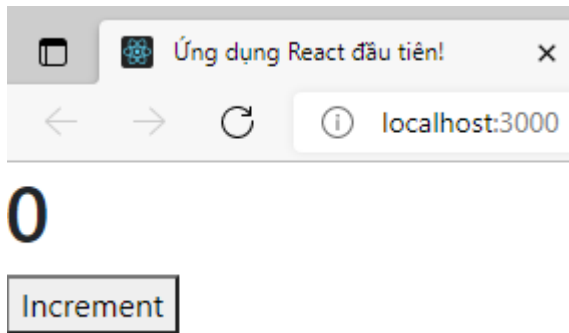 Ứng dụng React đầu tiên!
localhost:3000
0
Increment